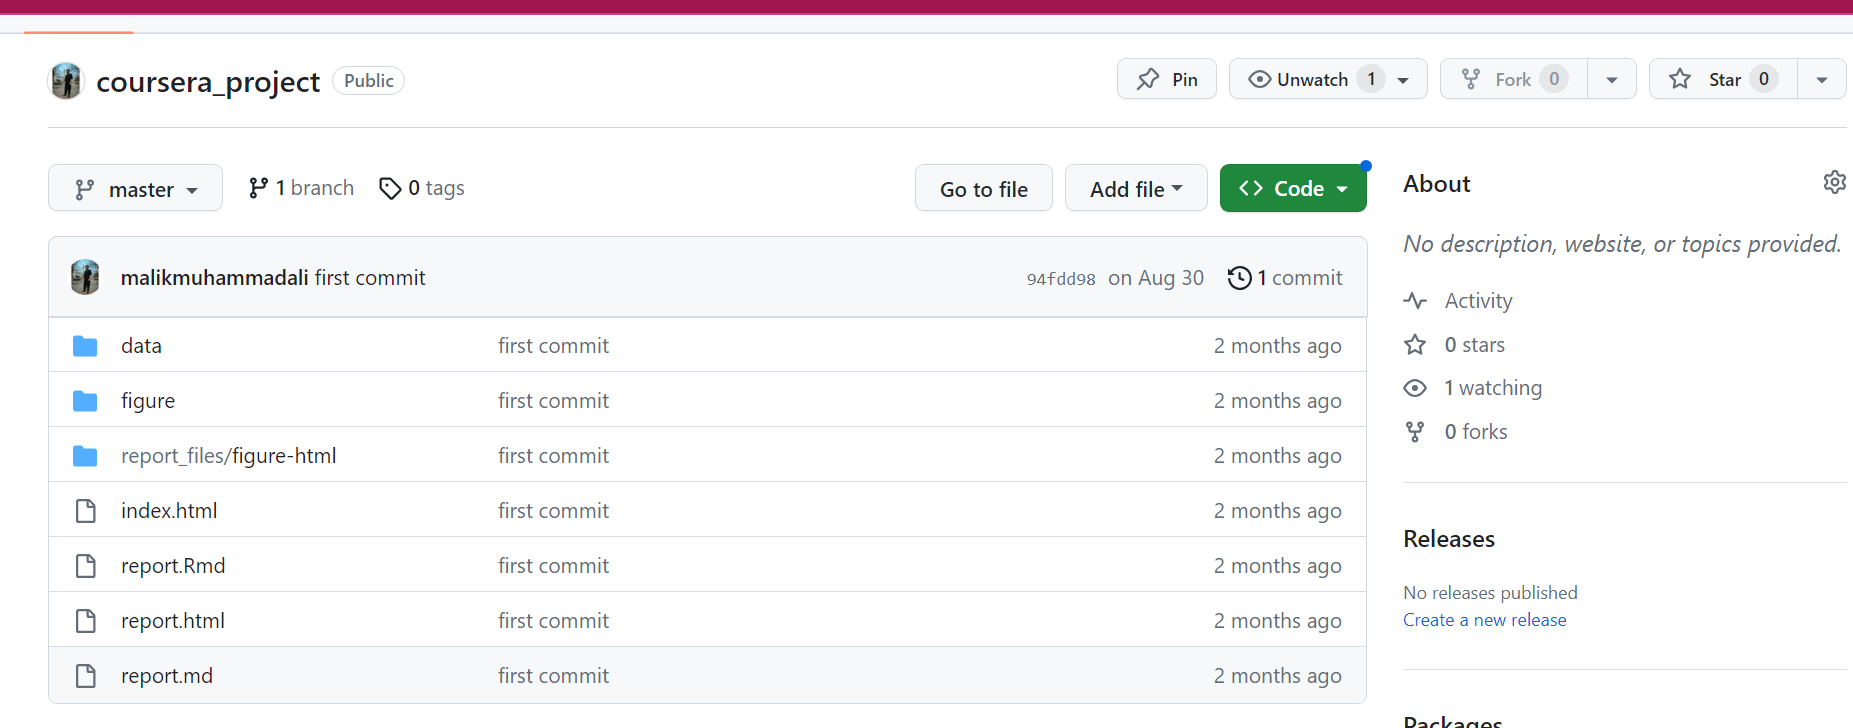 coursera_project Public
Pin Unwatch 1 Fork 0 Star 0
master 1 branch 0 tags Go to file Add file Code
malikmuhammadali first commit 94fdd98 on Aug 30 1 commit
data first commit 2 months ago
figure first commit 2 months ago
report_files/figure-html first commit 2 months ago
index.html first commit 2 months ago
report.Rmd first commit 2 months ago
report.html first commit 2 months ago
report.md first commit 2 months ago
About
No description, website, or topics provided.
Activity
0 stars
1 watching
0 forks
Releases
No releases published
Create a new release
Packages